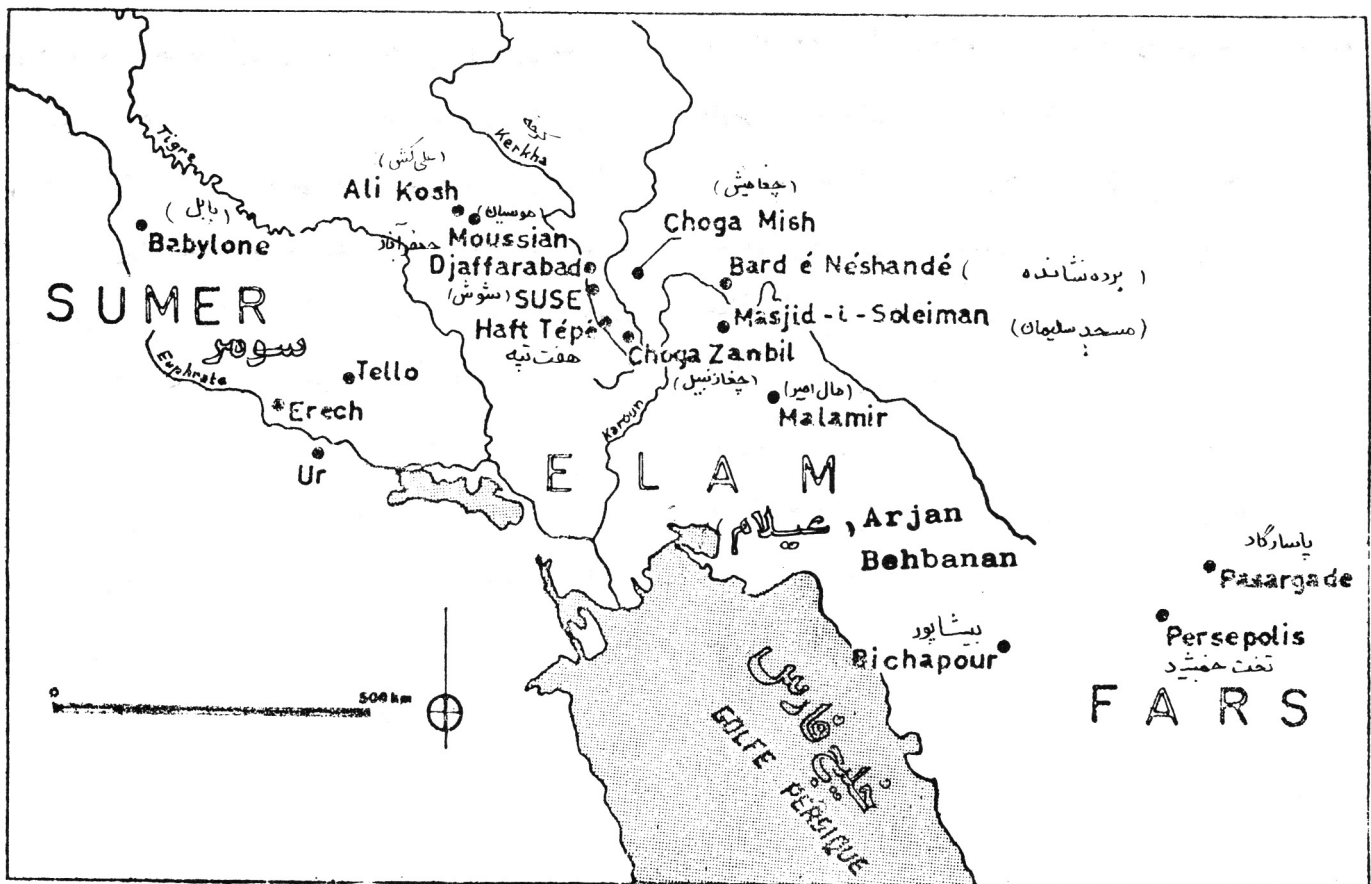 Tigre
کرخه
Kerkha
(علی کش)
Ali Kosh
(چغامیش)
Choga Mish
(بابل)
Babylone
(موسیان)
Moussian
جعفرآباد
Djaffarabad
Bard é Néshandé (برده نشانده)
SUMER
سومر
(شوش) SUSE
Masjid-i-Soleiman (مسجد سلیمان)
Haft Tépé
هفت تپه
Choga Zanbil
(چغازنبیل)
Euphrate
Tello
Erech
Ur
(مال امیر)
Malamir
Karoun
ELAM
عیلام, Arjan
Behbanan
پاسارگاد
Pasargade
بیشاپور
Bichapour
Persepolis
تخت جمشید
FARS
0 500 km
خلیج فارس
GOLFE PERSIQUE